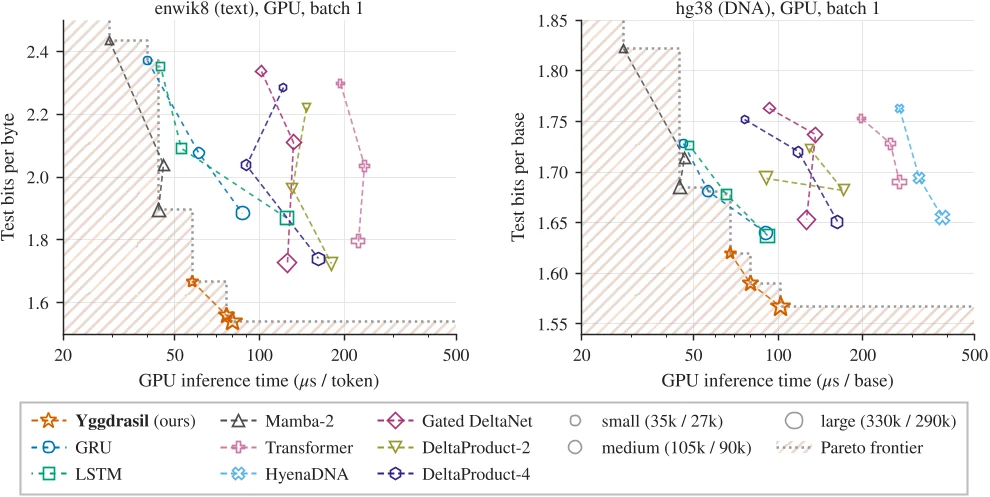 enwik8 (text), GPU, batch 1
Test bits per byte
2.4
2.2
2.0
1.8
1.6
20 50 100 200 500
GPU inference time (μs / token)
hg38 (DNA), GPU, batch 1
Test bits per base
1.85
1.80
1.75
1.70
1.65
1.60
1.55
20 50 100 200 500
GPU inference time (μs / base)
Yggdrasil (ours)
GRU
LSTM
Mamba-2
Transformer
HyenaDNA
Gated DeltaNet
DeltaProduct-2
DeltaProduct-4
small (35k / 27k)
medium (105k / 90k)
large (330k / 290k)
Pareto frontier